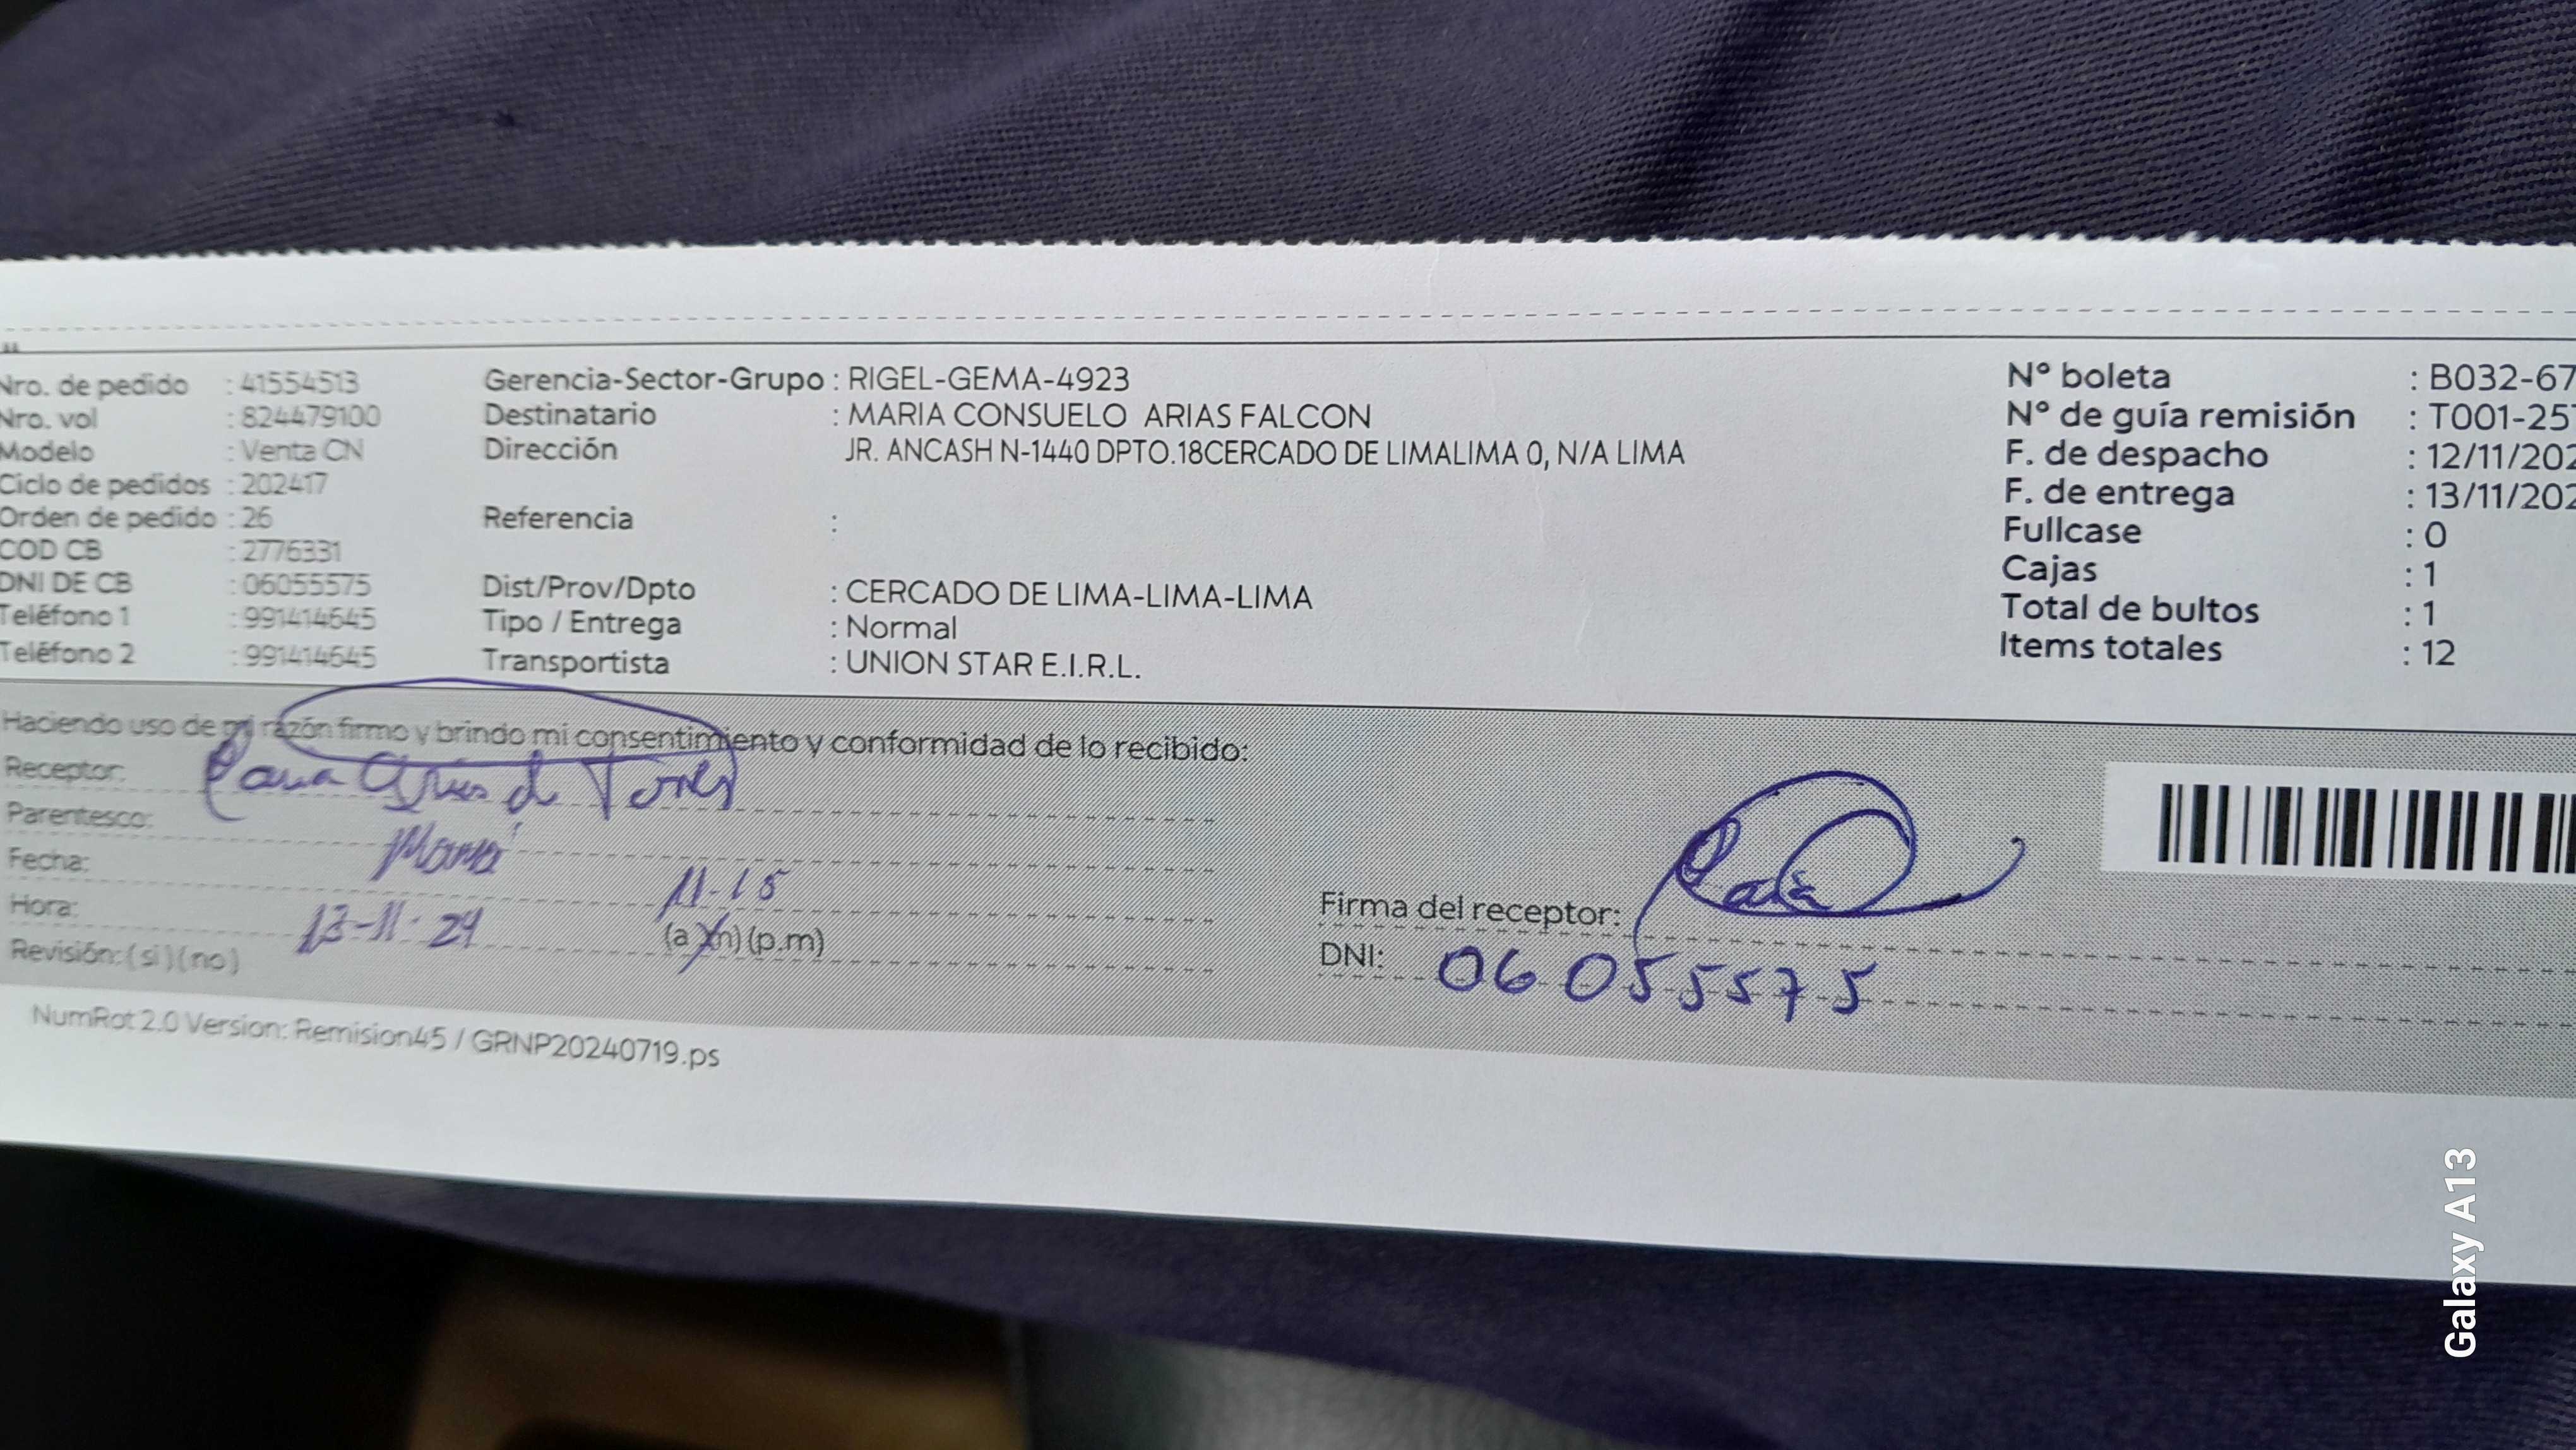 Nro. de pedido : 41554513
Nro. vol : 824479100
Modelo : Venta CN
Ciclo de pedidos : 202417
Orden de pedido : 26
COD CB : 2776331
DNI DE CB : 06055575
Teléfono 1 : 991414645
Teléfono 2 : 991414645
Gerencia-Sector-Grupo : RIGEL-GEMA-4923
Destinatario : MARIA CONSUELO ARIAS FALCON
Dirección JR. ANCASH N-1440 DPTO.18CERCADO DE LIMALIMA 0, N/A LIMA
Referencia :
Dist/Prov/Dpto : CERCADO DE LIMA-LIMA-LIMA
Tipo / Entrega : Normal
Transportista : UNION STAR E.I.R.L.
N° boleta : B032-67
N° de guía remisión : T001-25
F. de despacho : 12/11/202
F. de entrega : 13/11/202
Fullcase : 0
Cajas : 1
Total de bultos : 1
Items totales : 12
Haciendo uso de mi razón firmo y brindo mi consentimiento y conformidad de lo recibido:
Receptor: Arias d Torres
Parentesco: Mamá
Fecha: 11-15
Hora: 13-11-24 (a.m) (p.m)
Revisión: (si) (no)
Firma del receptor:
DNI: 06055575
NumRot 2.0 Version: Remision45 / GRNP20240719.ps
Galaxy A13